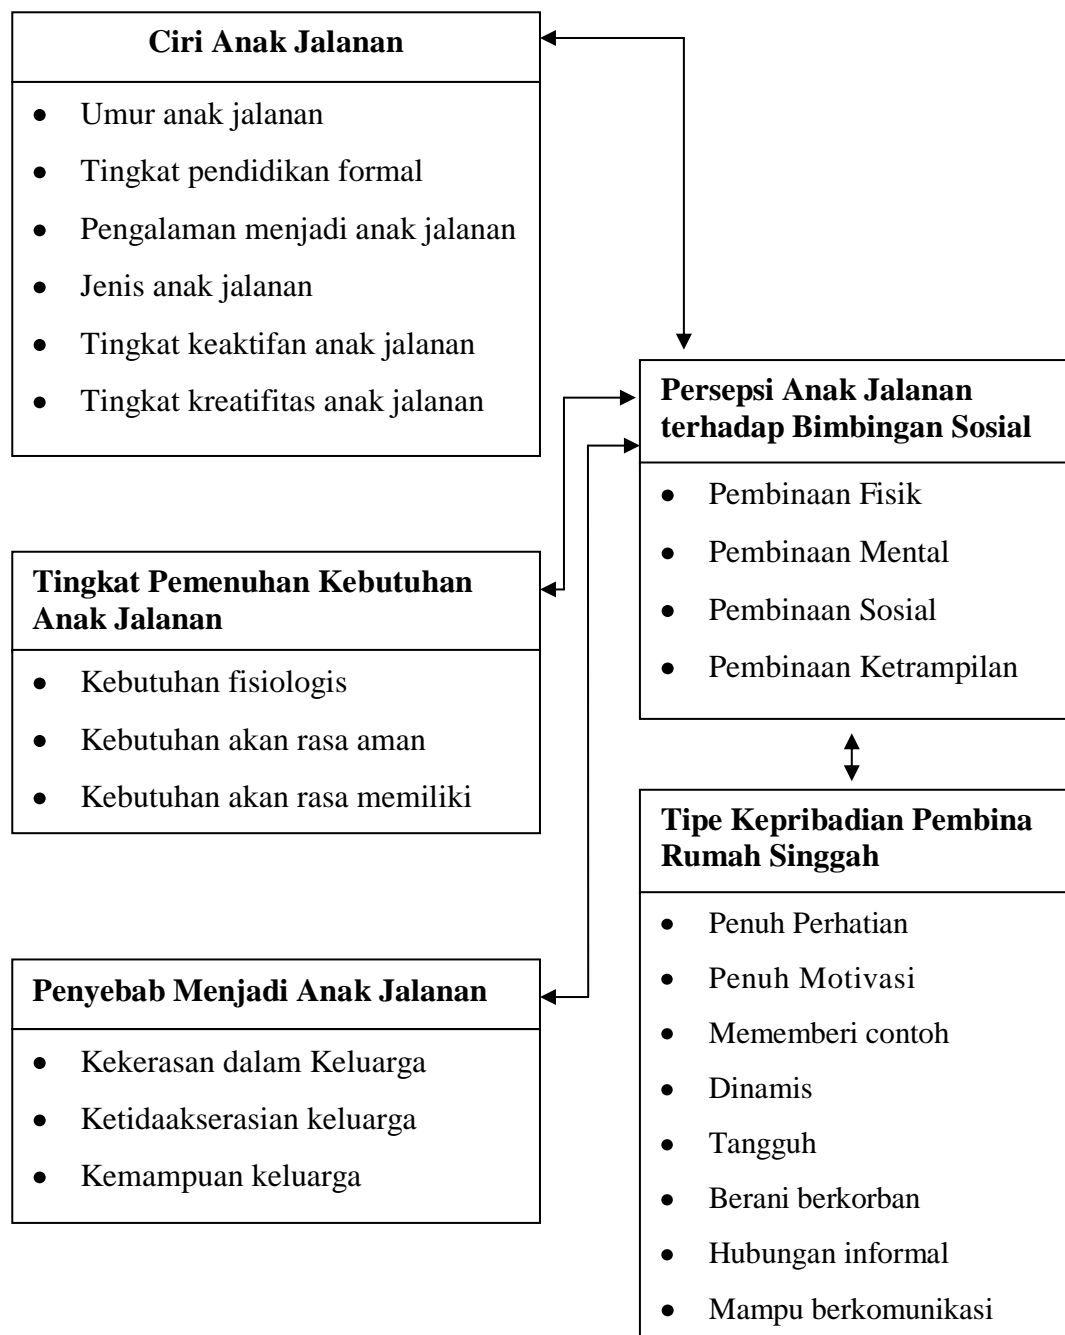 Ciri Anak Jalanan
• Umur anak jalanan
• Tingkat pendidikan formal
• Pengalaman menjadi anak jalanan
• Jenis anak jalanan
• Tingkat keaktifan anak jalanan
• Tingkat kreatifitas anak jalanan
Tingkat Pemenuhan Kebutuhan
Anak Jalanan
• Kebutuhan fisiologis
• Kebutuhan akan rasa aman
• Kebutuhan akan rasa memiliki
Penyebab Menjadi Anak Jalanan
• Kekerasan dalam Keluarga
• Ketidaakserasian keluarga
• Kemampuan keluarga
Persepsi Anak Jalanan
terhadap Bimbingan Sosial
• Pembinaan Fisik
• Pembinaan Mental
• Pembinaan Sosial
• Pembinaan Ketrampilan
Tipe Kepribadian Pembina
Rumah Singgah
• Penuh Perhatian
• Penuh Motivasi
• Mememberi contoh
• Dinamis
• Tangguh
• Berani berkorban
• Hubungan informal
• Mampu berkomunikasi